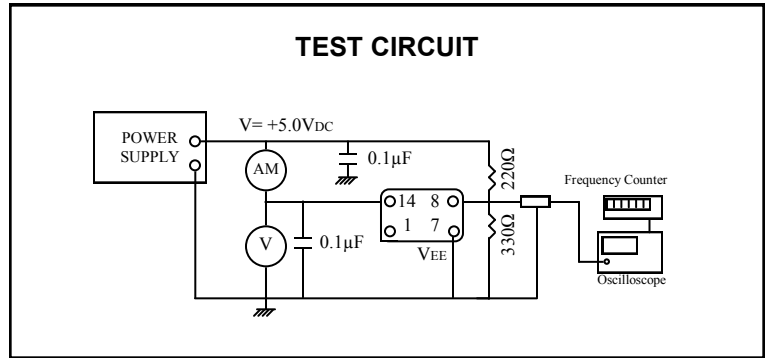 TEST CIRCUIT
V= +5.0VDC
POWER
SUPPLY
AM
0.1µF
220Ω
Frequency Counter
14 8
1 7
V
0.1µF
VEE
330Ω
Oscilloscope